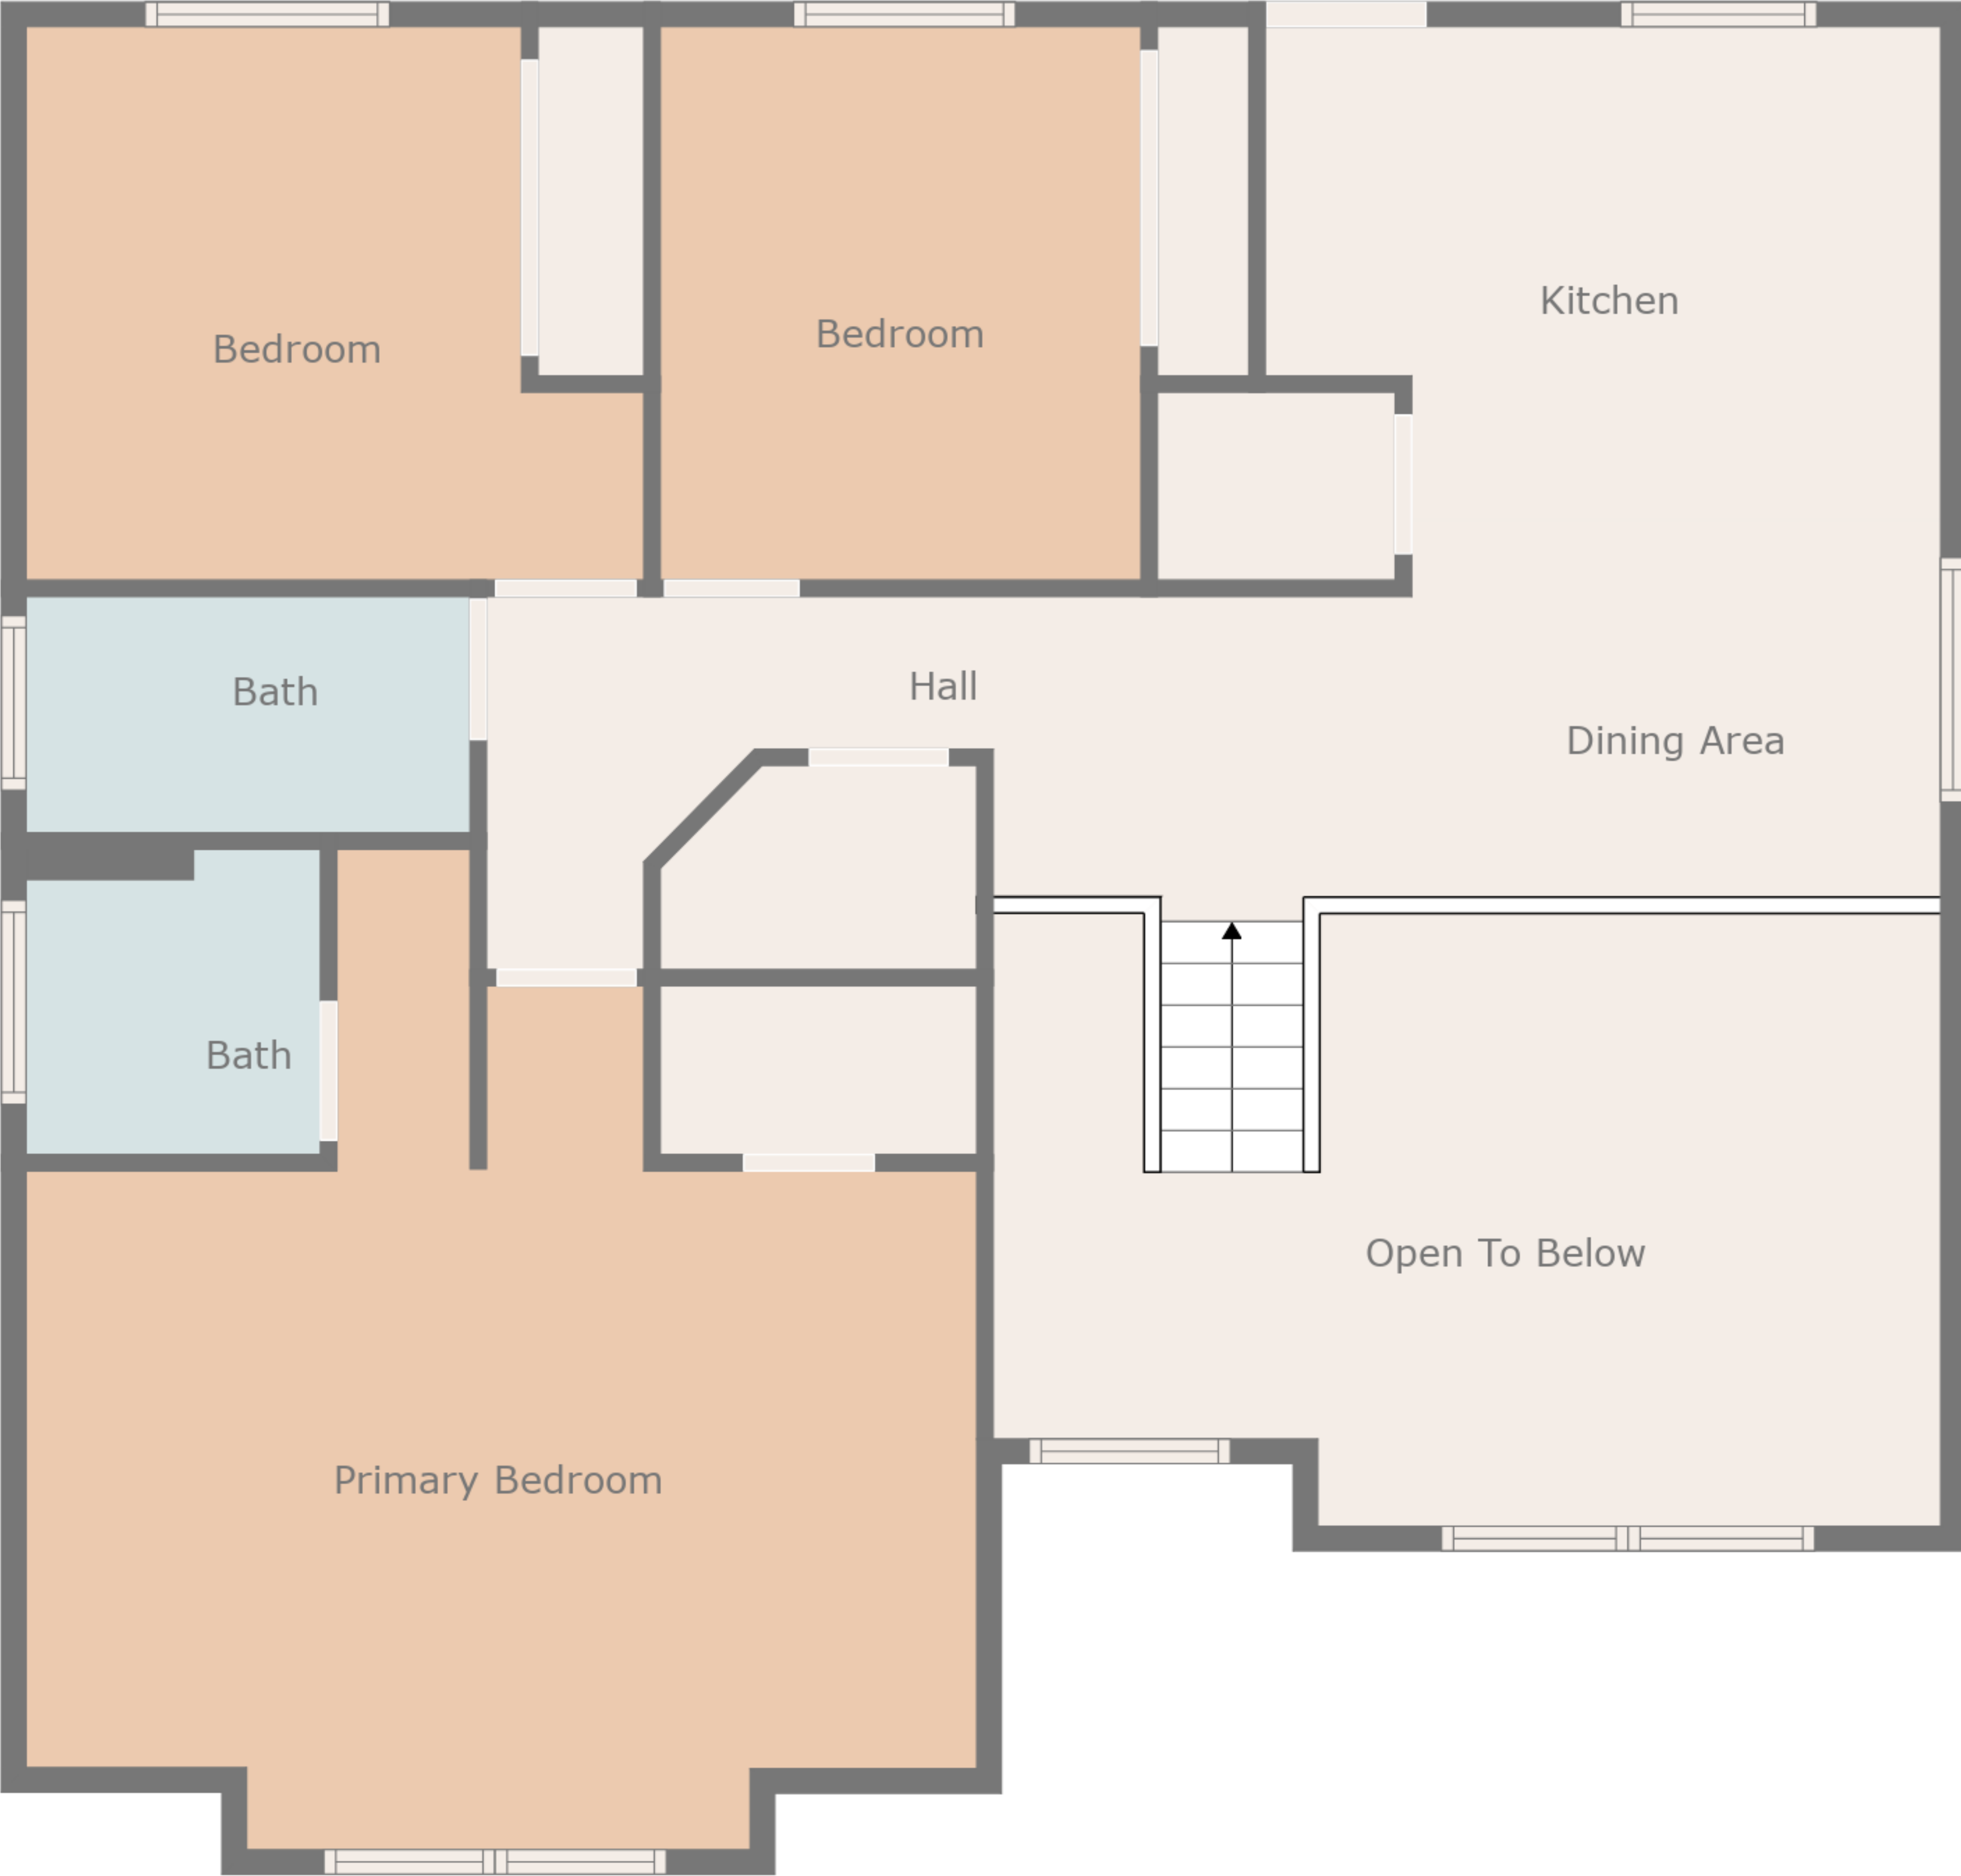 Kitchen
Bedroom
Bedroom
Hall
Bath
Dining Area
Bath
Open To Below
Primary Bedroom